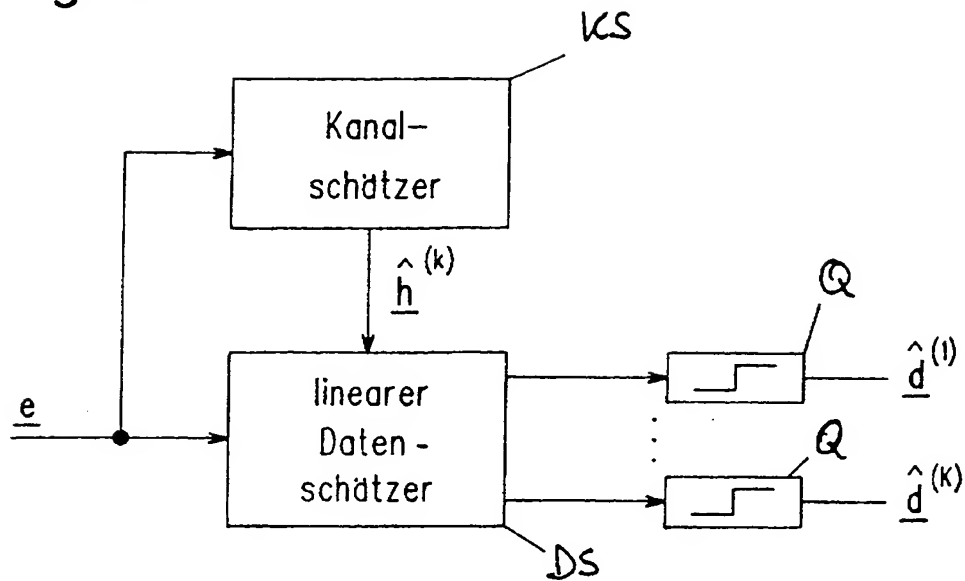 KS
Kanal-
schätzer
ĥ (k)
Q
linearer
Daten-
schätzer
e
d̂ (1)
Q
d̂ (K)
DS